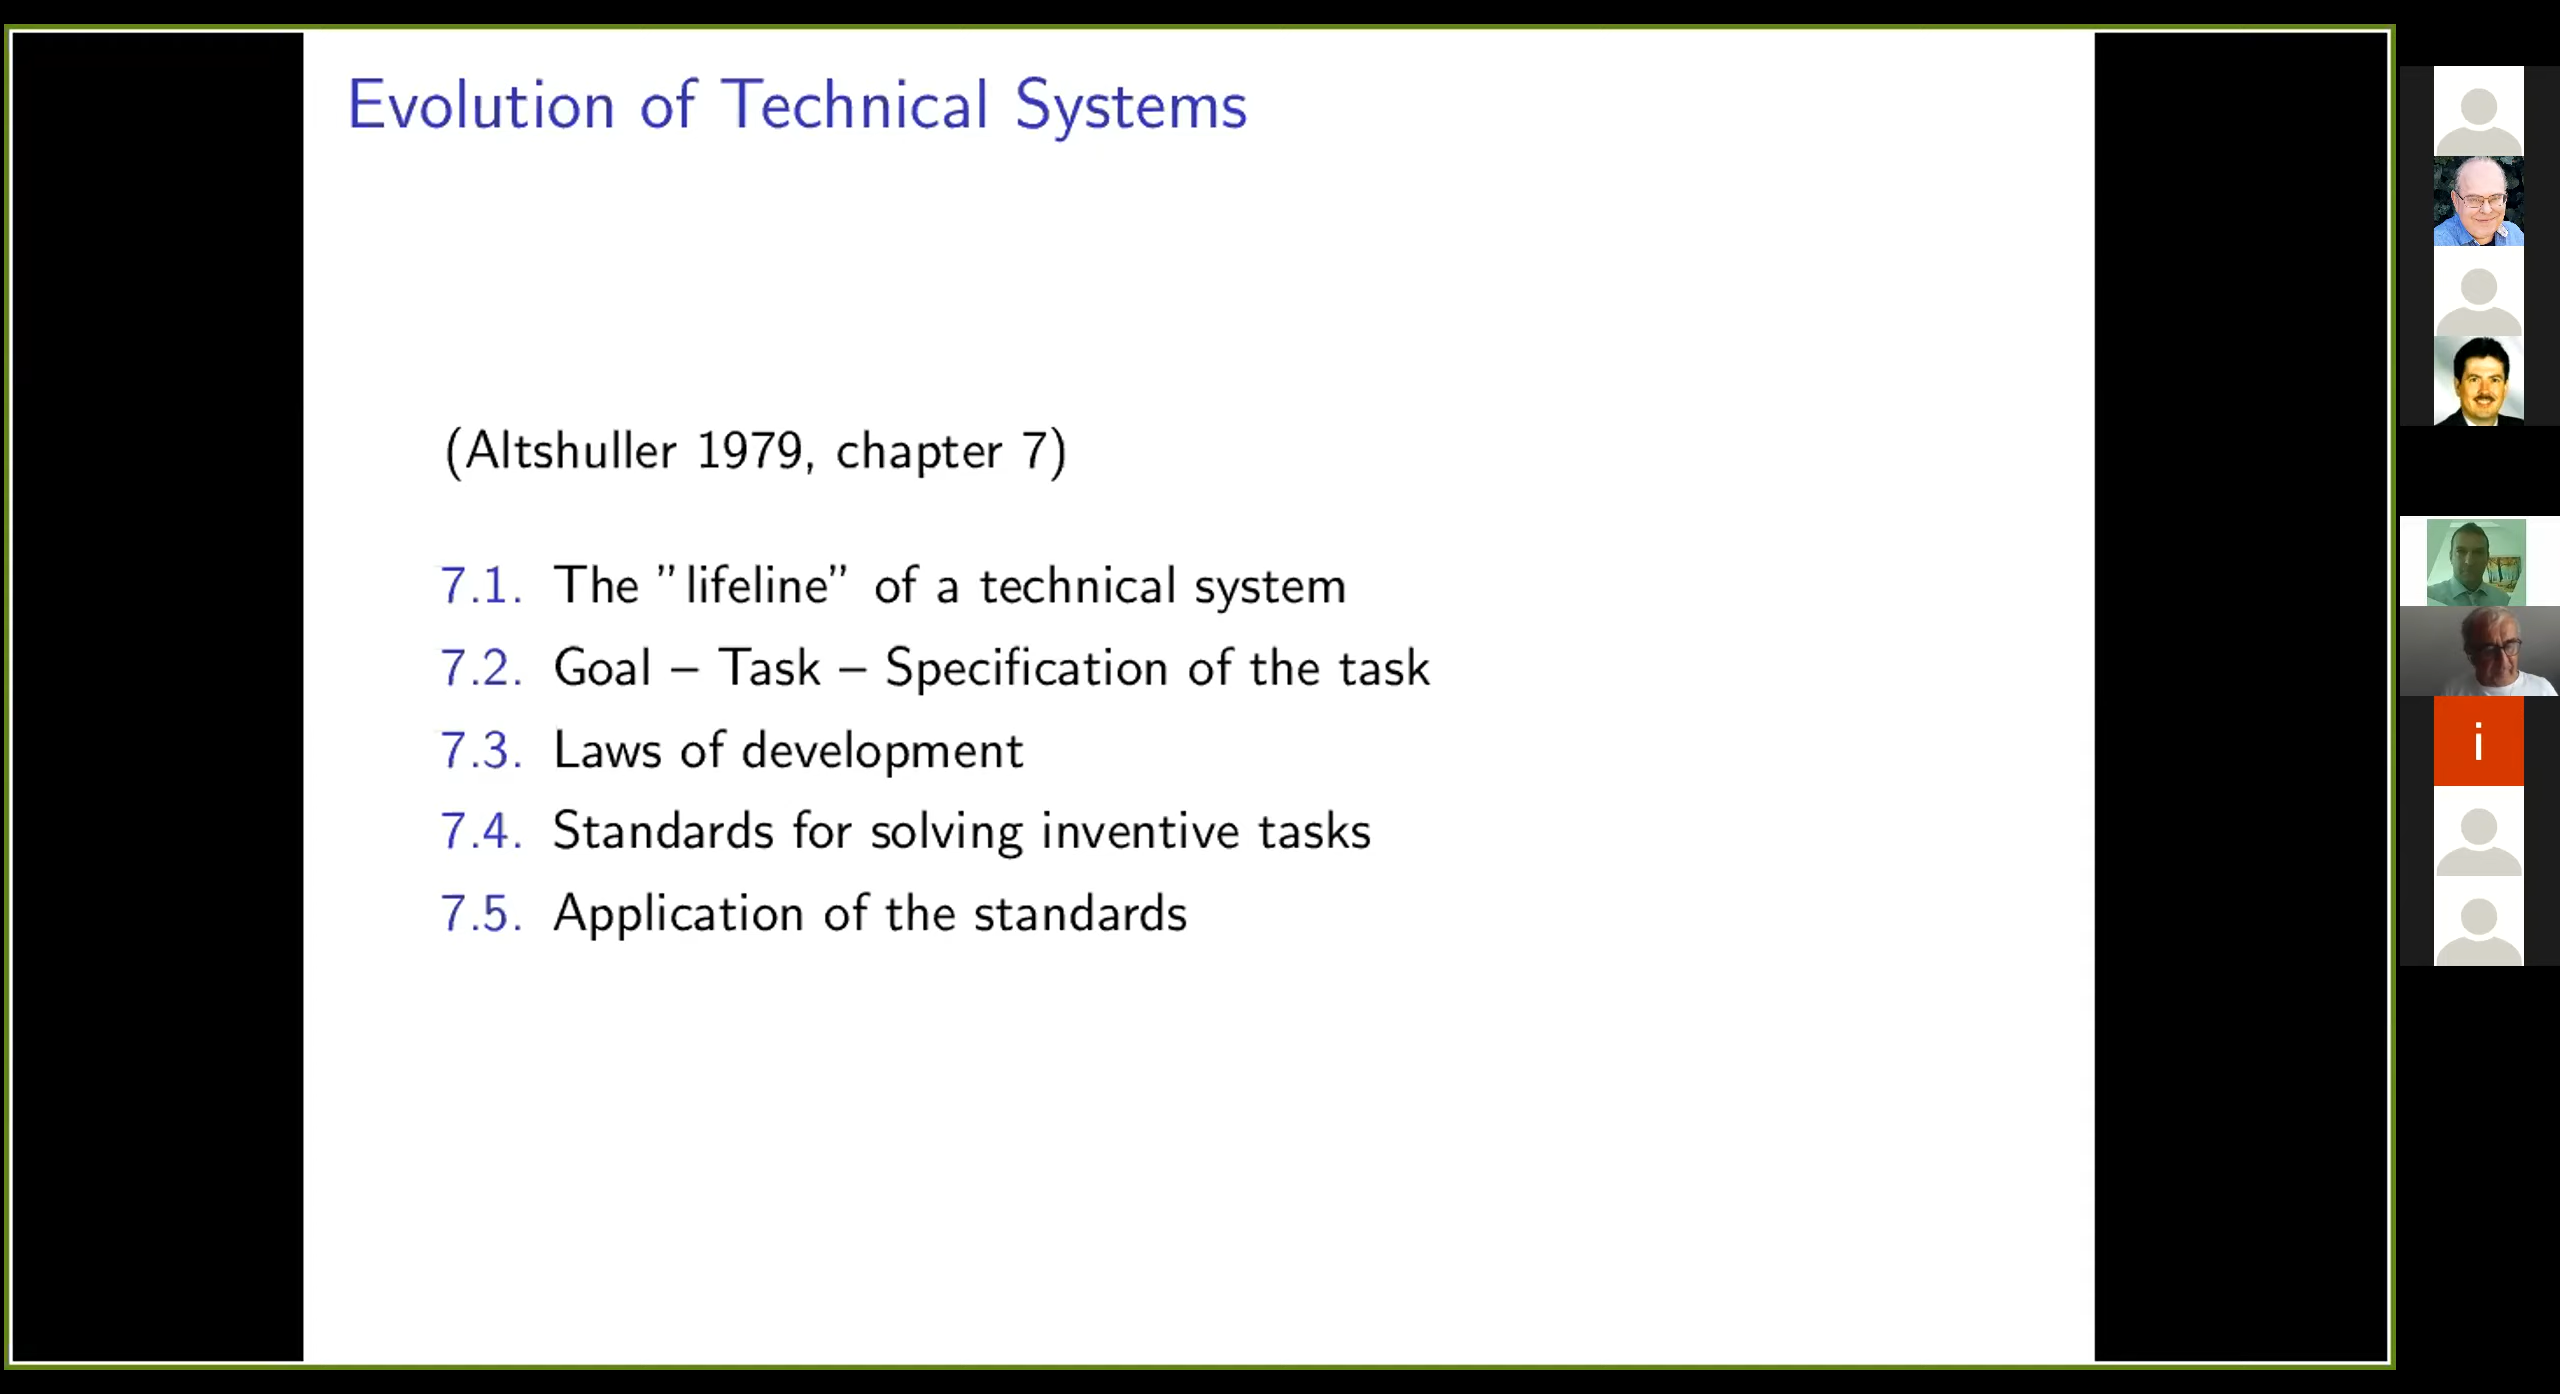 Evolution of Technical Systems
(Altshuller 1979, chapter 7)
7.1. The ”lifeline” of a technical system
7.2. Goal – Task – Specification of the task
7.3. Laws of development
7.4. Standards for solving inventive tasks
7.5. Application of the standards
i